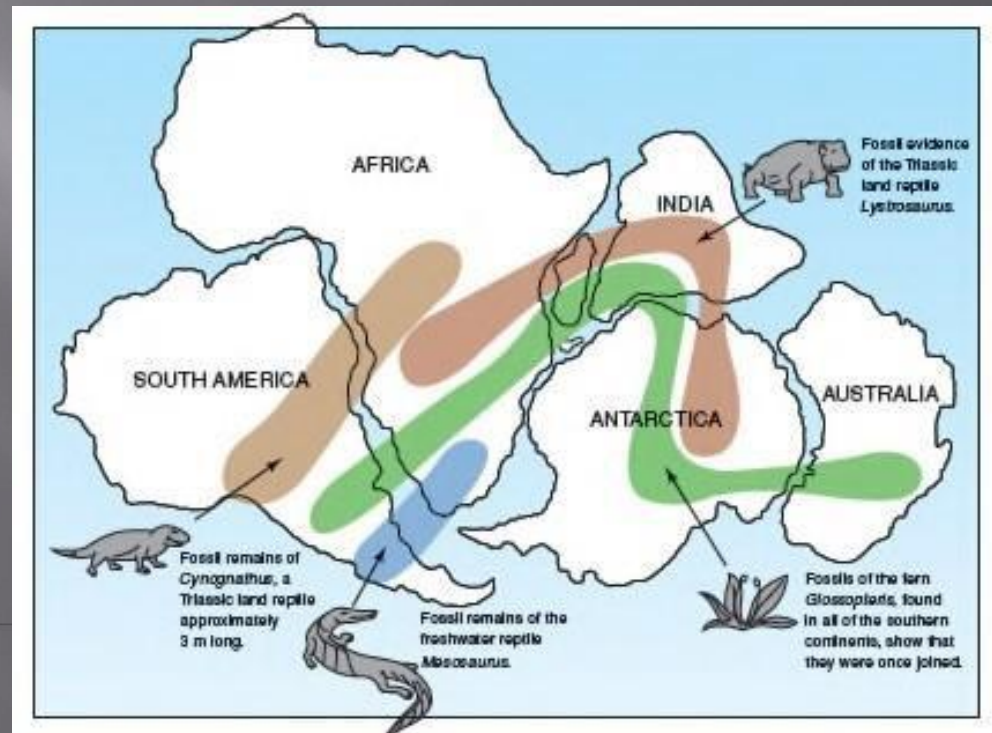 AFRICA
INDIA
Fossil evidence
of the Triassic
land reptile
Lystrosaurus.
SOUTH AMERICA
ANTARCTICA
AUSTRALIA
Fossil remains of
Cynognathus, a
Triassic land reptile
approximately
3 m long.
Fossil remains of the
freshwater reptile
Mesosaurus.
Fossils of the fern
Glossopteris, found
in all of the southern
continents, show that
they were once joined.